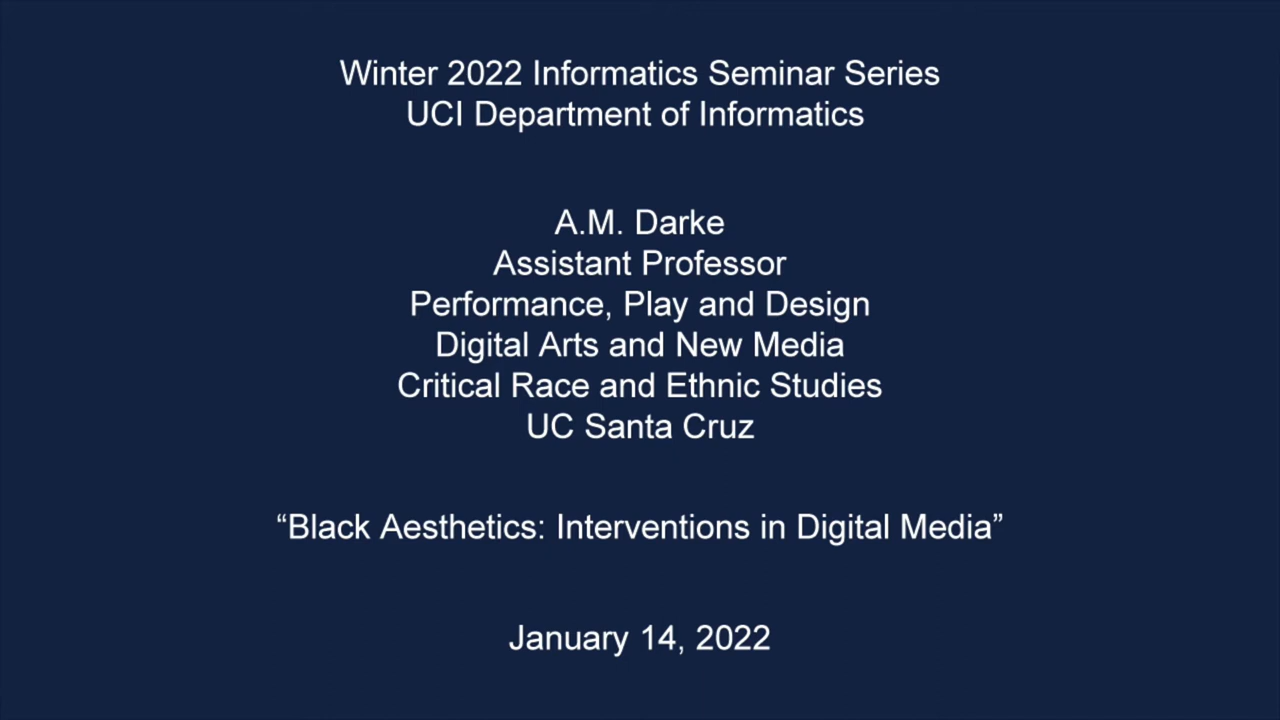 Winter 2022 Informatics Seminar Series
UCI Department of Informatics
A.M. Darke
Assistant Professor
Performance, Play and Design
Digital Arts and New Media
Critical Race and Ethnic Studies
UC Santa Cruz
“Black Aesthetics: Interventions in Digital Media”
January 14, 2022